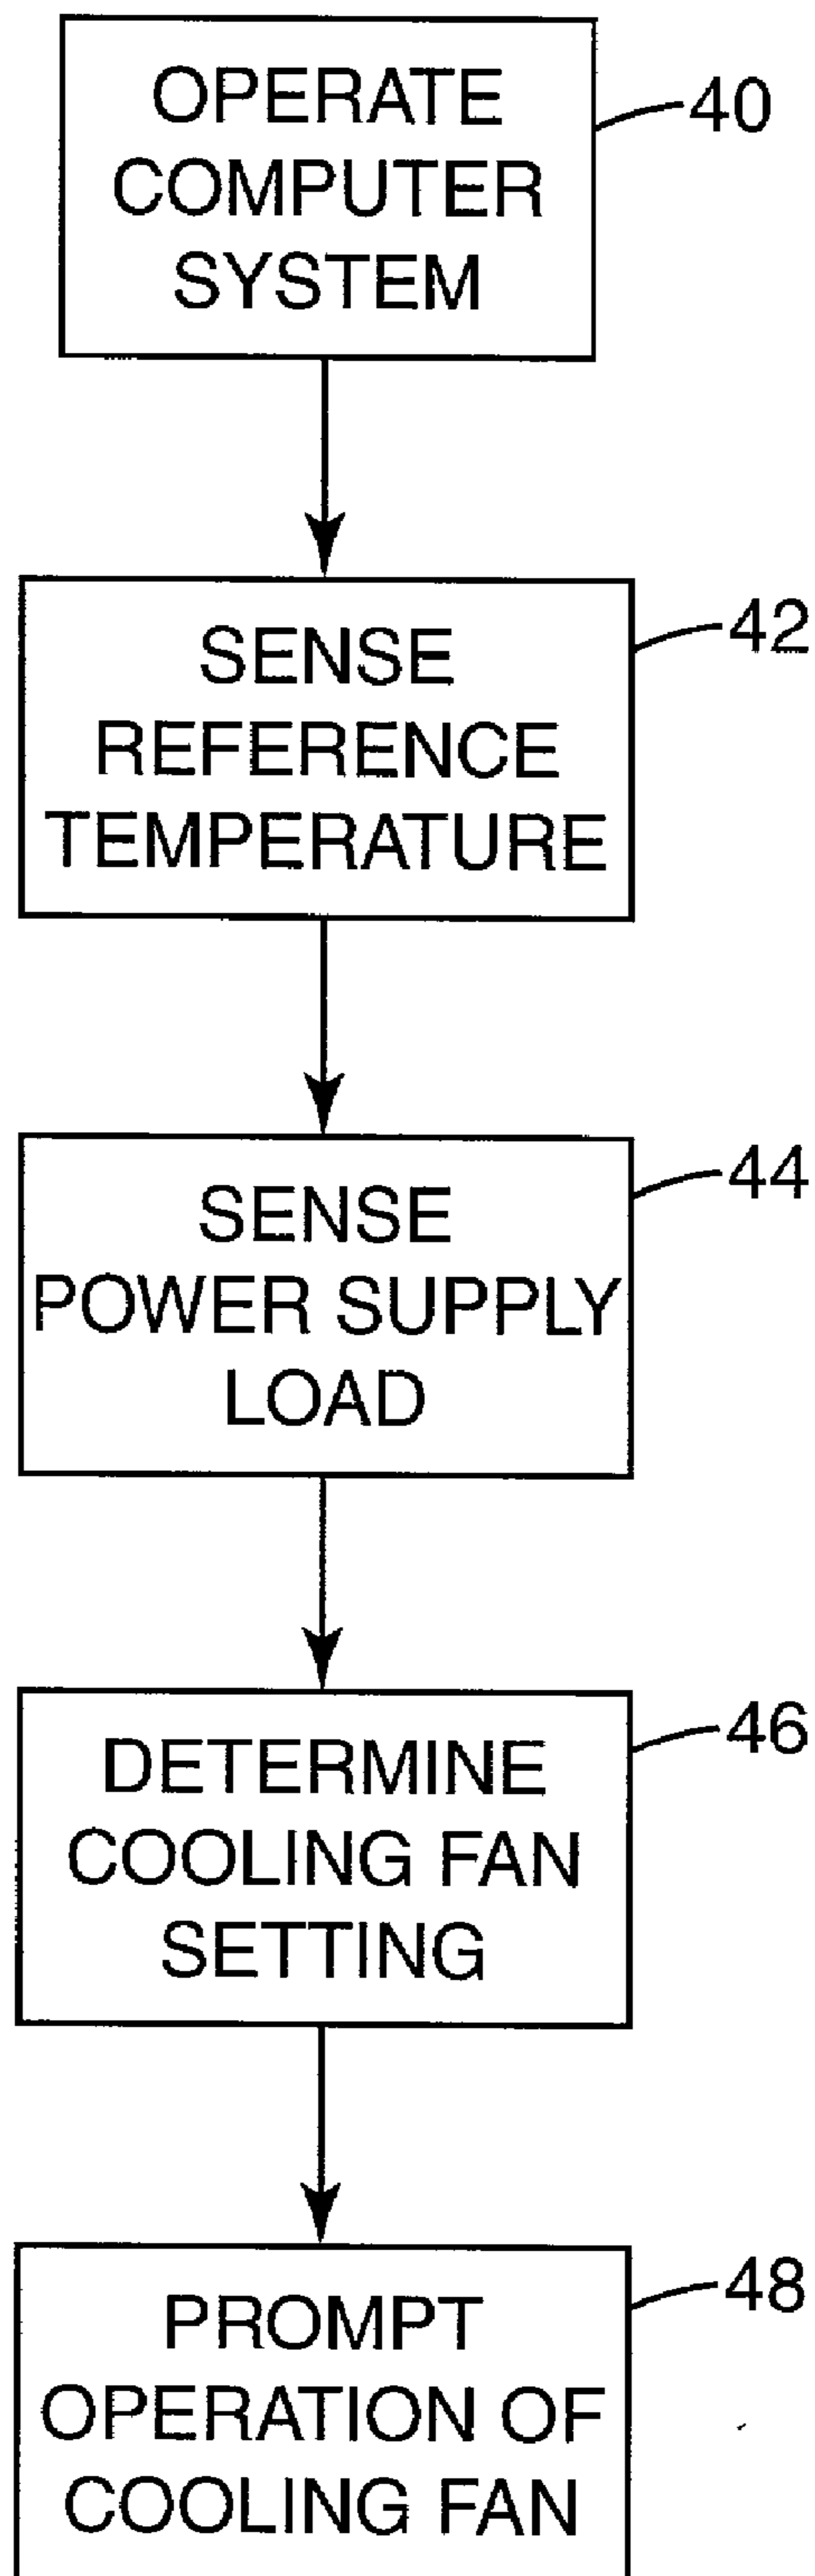 OPERATE
COMPUTER
SYSTEM
40
SENSE
REFERENCE
TEMPERATURE
42
SENSE
POWER SUPPLY
LOAD
44
DETERMINE
COOLING FAN
SETTING
46
PROMPT
OPERATION OF
COOLING FAN
48